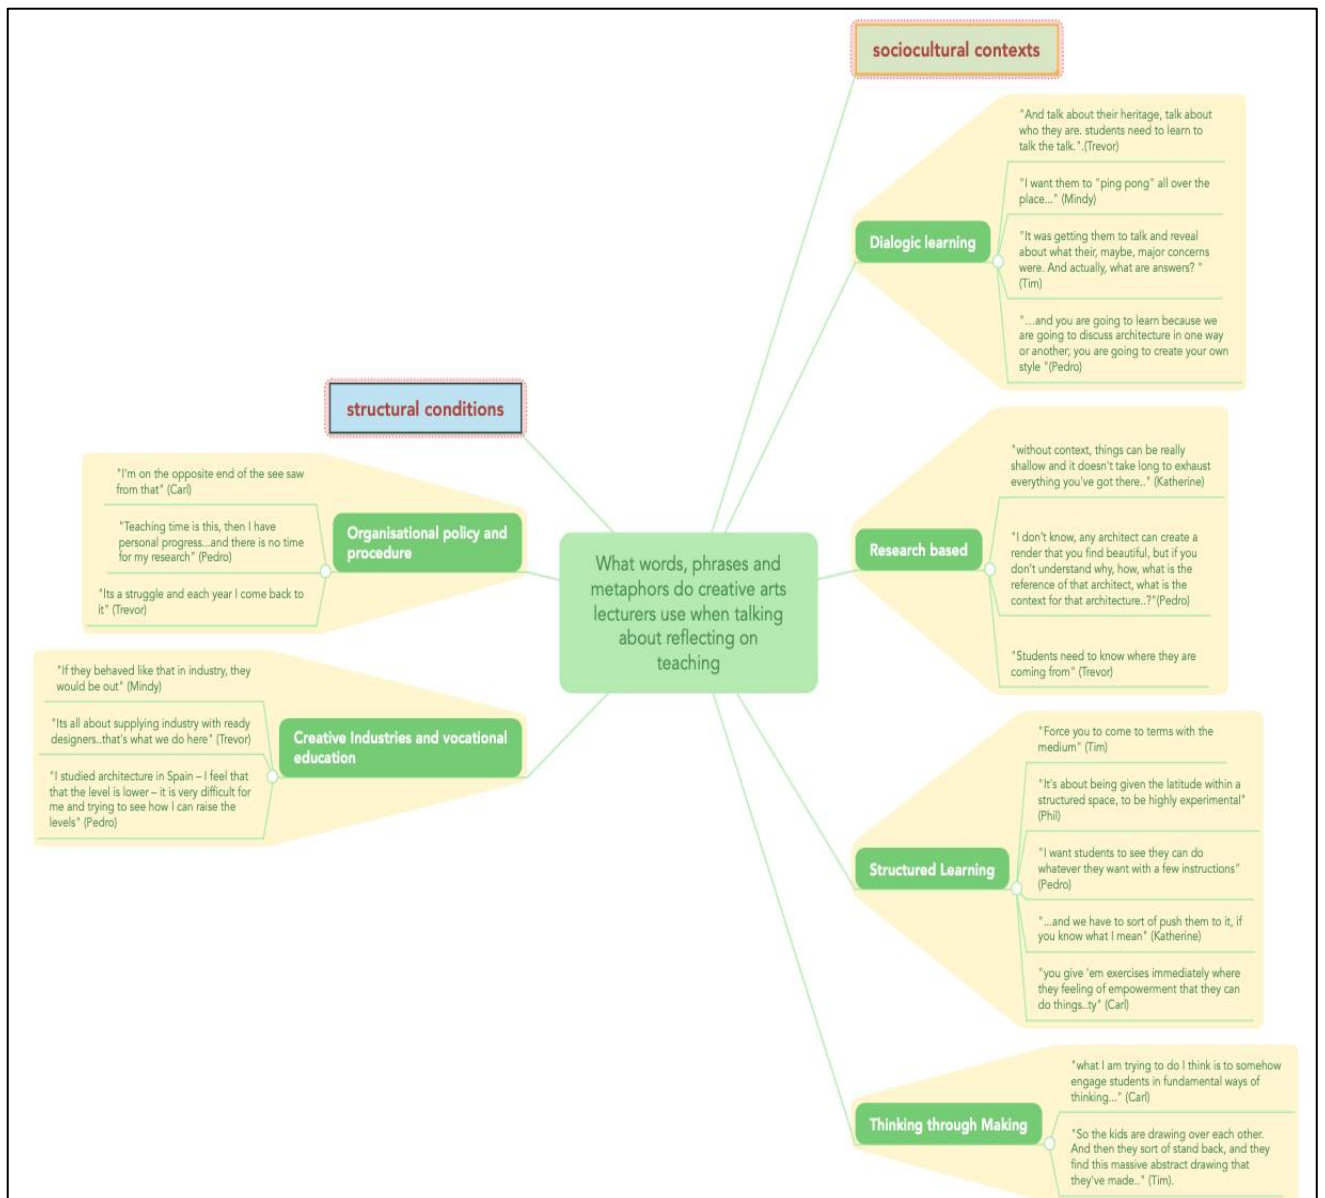 sociocultural contexts
Dialogic learning
"And talk about their heritage, talk about
who they are. students need to learn to
talk the talk.".(Trevor)
"I want them to "ping pong" all over the
place..." (Mindy)
"It was getting them to talk and reveal
about what their, maybe, major concerns
were. And actually, what are answers? "
(Tim)
"...and you are going to learn because we
are going to discuss architecture in one way
or another; you are going to create your own
style "(Pedro)
structural conditions
Organisational policy and
procedure
"I'm on the opposite end of the see saw
from that" (Carl)
"Teaching time is this, then I have
personal progress...and there is no time
for my research" (Pedro)
"Its a struggle and each year I come back to
it" (Trevor)
Creative Industries and vocational
education
"If they behaved like that in industry, they
would be out" (Mindy)
"Its all about supplying industry with ready
designers..that's what we do here" (Trevor)
"I studied architecture in Spain – I feel that
that the level is lower – it is very difficult for
me and trying to see how I can raise the
levels" (Pedro)
What words, phrases and
metaphors do creative arts
lecturers use when talking
about reflecting on
teaching
Research based
"without context, things can be really
shallow and it doesn't take long to exhaust
everything you've got there.." (Katherine)
"I don't know, any architect can create a
render that you find beautiful, but if you
don't understand why, how, what is the
reference of that architect, what is the
context for that architecture..?"(Pedro)
"Students need to know where they are
coming from" (Trevor)
Structured Learning
"Force you to come to terms with the
medium" (Tim)
"It's about being given the latitude within a
structured space, to be highly experimental"
(Phil)
"I want students to see they can do
whatever they want with a few instructions"
(Pedro)
"...and we have to sort of push them to it, if
you know what I mean" (Katherine)
"you give 'em exercises immediately where
they feeling of empowerment that they can
do things..ty" (Carl)
Thinking through Making
"what I am trying to do I think is to somehow
engage students in fundamental ways of
thinking..." (Carl)
"So the kids are drawing over each other.
And then they sort of stand back, and they
find this massive abstract drawing that
they've made.." (Tim).